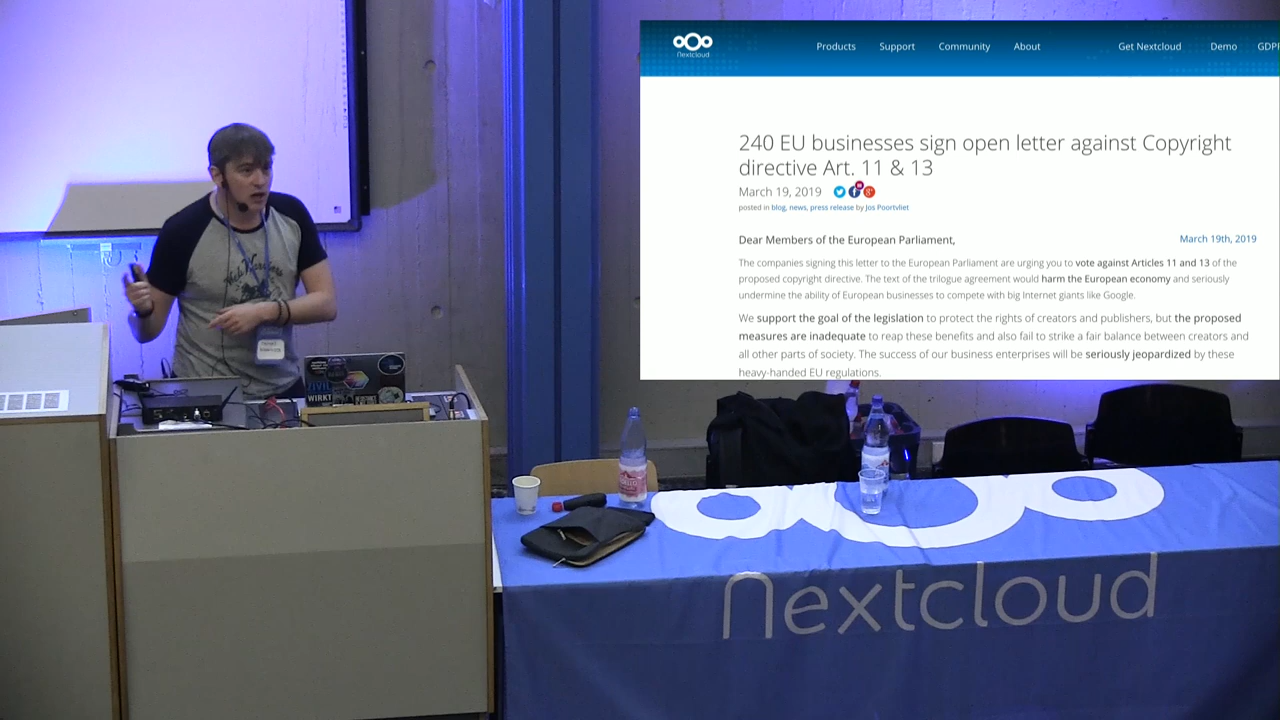 nextcloud
Products Support Community About Get Nextcloud Demo GDP
240 EU businesses sign open letter against Copyright
directive Art. 11 & 13
March 19, 2019
posted in blog, news, press release by Jos Poortvliet
Dear Members of the European Parliament,
March 19th, 2019
The companies signing this letter to the European Parliament are urging you to vote against Articles 11 and 13 of the
proposed copyright directive. The text of the trilogue agreement would harm the European economy and seriously
undermine the ability of European businesses to compete with big Internet giants like Google.
We support the goal of the legislation to protect the rights of creators and publishers, but the proposed
measures are inadequate to reap these benefits and also fail to strike a fair balance between creators and
all other parts of society. The success of our business enterprises will be seriously jeopardized by these
heavy-handed EU regulations.
ZIVIL
WIRKT
nextcloud